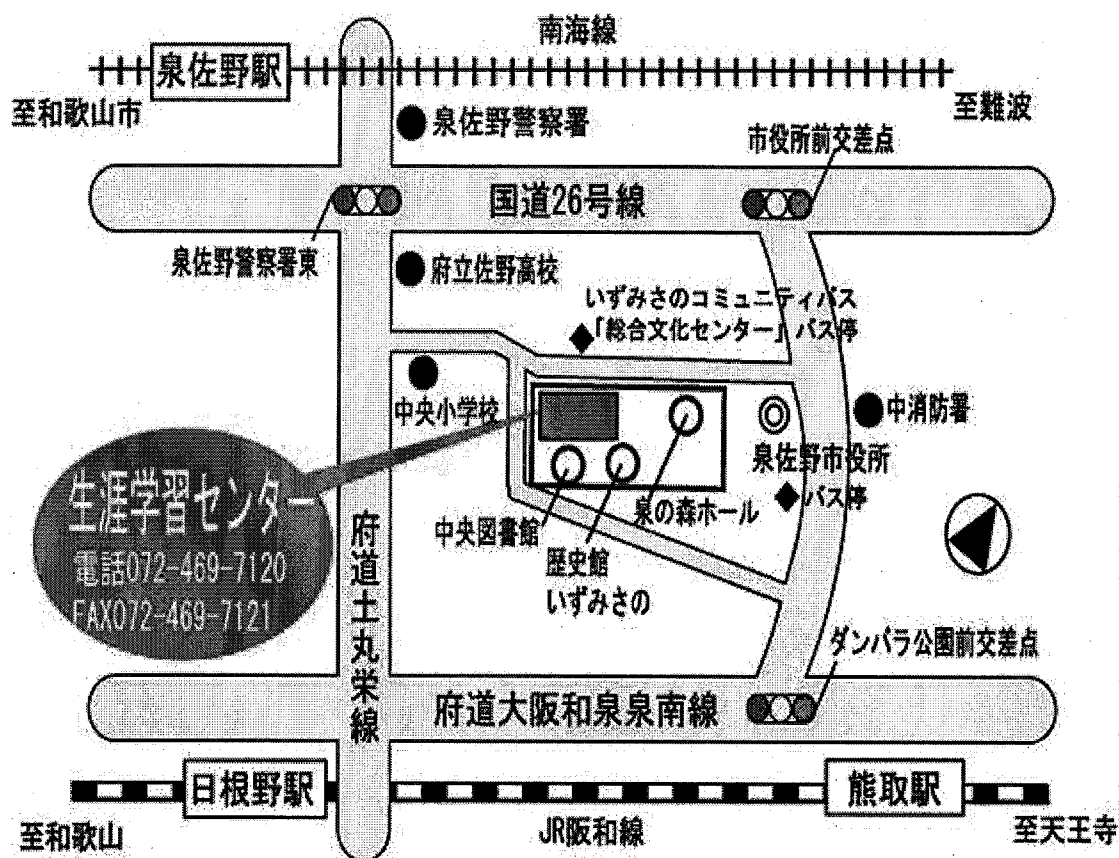 南海線
泉佐野駅
至和歌山市
至難波
泉佐野警察署
市役所前交差点
国道26号線
泉佐野警察署東
府立佐野高校
いずみさのコミュニティバス
「総合文化センター」バス停
中央小学校
中消防署
泉佐野市役所
バス停
泉の森ホール
中央図書館
歴史館
いずみさの
生涯学習センター
電話072-469-7120
FAX072-469-7121
府道土丸栄線
ダンバラ公園前交差点
府道大阪和泉泉南線
日根野駅
熊取駅
至和歌山
JR阪和線
至天王寺